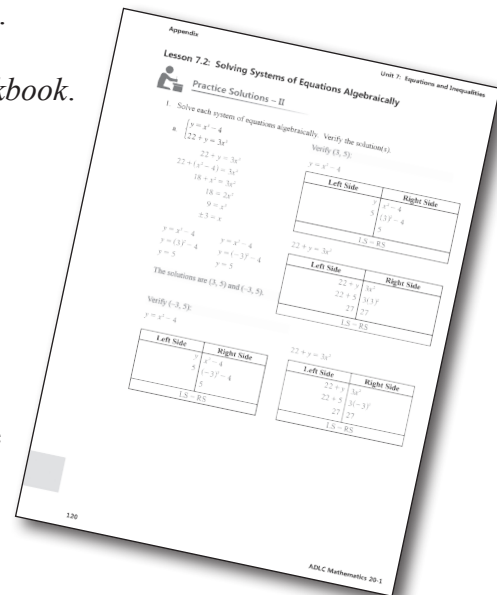 .
kbook.
Appendix
Unit 7: Equations and Inequalities
Lesson 7.2: Solving Systems of Equations Algebraically
Practice Solutions – II
1. Solve each system of equations algebraically. Verify the solution(s).
a. {y = x² − 4
22 + y = 3x²
22 + y = 3x²
22 + (x² − 4) = 3x²
18 + x² = 3x²
18 = 2x²
9 = x²
±3 = x
y = x² − 4 y = x² − 4
y = (3)² − 4 y = (−3)² − 4
y = 5 y = 5
The solutions are (3, 5) and (−3, 5).
Verify (3, 5):
y = x² − 4
Left Side Right Side
y x² − 4
5 (3)² − 4
5
LS = RS
22 + y = 3x²
Left Side Right Side
22 + y 3x²
22 + 5 3(3)²
27 27
LS = RS
Verify (−3, 5):
y = x² − 4
Left Side Right Side
y x² − 4
5 (−3)² − 4
5
LS = RS
22 + y = 3x²
Left Side Right Side
22 + y 3x²
22 + 5 3(−3)²
27 27
LS = RS
120
ADLC Mathematics 20-1